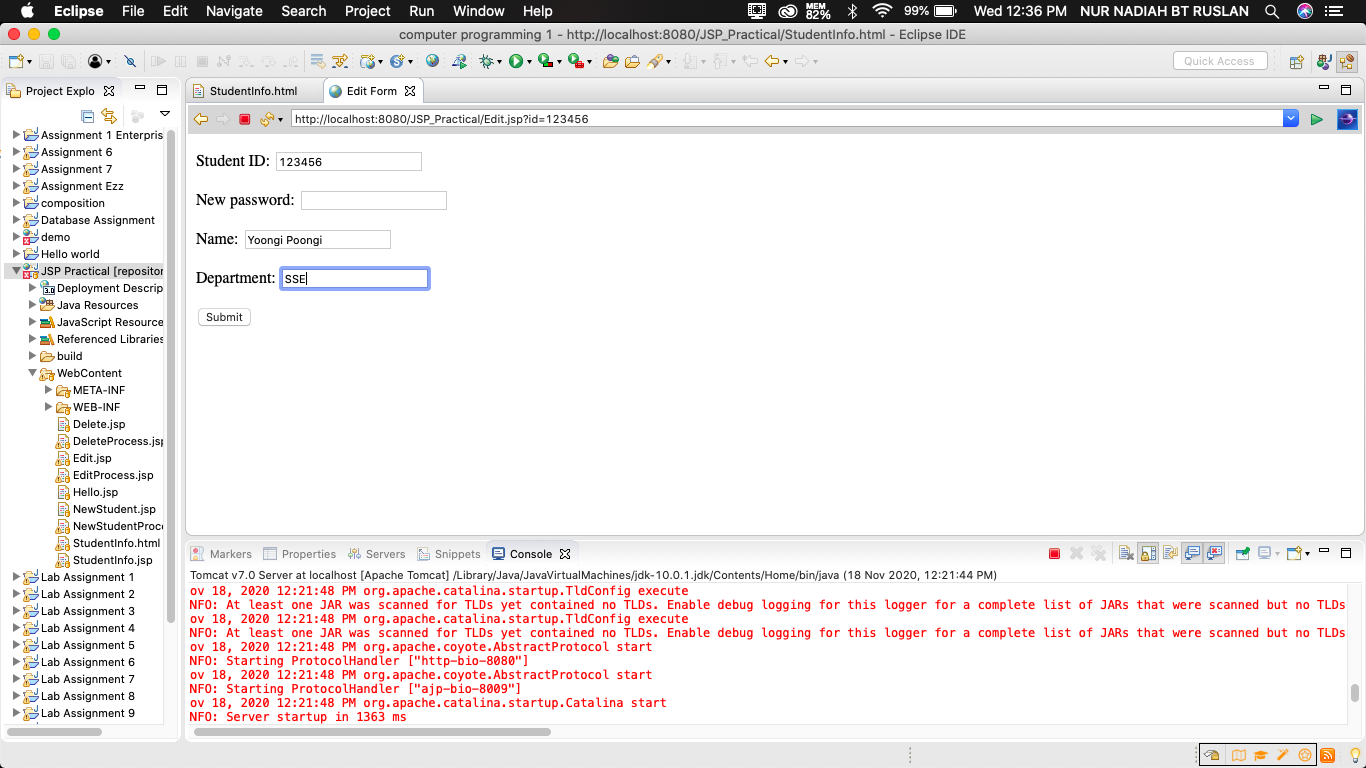 Eclipse File Edit Navigate Search Project Run Window Help MEM 82% 99% Wed 12:36 PM NUR NADIAH BT RUSLAN
computer programming 1 - http://localhost:8080/JSP_Practical/StudentInfo.html - Eclipse IDE
Quick Access
Project Explo
StudentInfo.html Edit Form
http://localhost:8080/JSP_Practical/Edit.jsp?id=123456
Assignment 1 Enterpris
Assignment 6
Assignment 7
Assignment Ezz
composition
Database Assignment
demo
Hello world
JSP Practical [repositor
Deployment Descrip
Java Resources
JavaScript Resource
Referenced Libraries
build
WebContent
META-INF
WEB-INF
Delete.jsp
DeleteProcess.jsp
Edit.jsp
EditProcess.jsp
Hello.jsp
NewStudent.jsp
NewStudentProc
StudentInfo.html
StudentInfo.jsp
Lab Assignment 1
Lab Assignment 2
Lab Assignment 3
Lab Assignment 4
Lab Assignment 5
Lab Assignment 6
Lab Assignment 7
Lab Assignment 8
Lab Assignment 9
Student ID: 123456
New password:
Name: Yoongi Poongi
Department: SSE
Submit
Markers Properties Servers Snippets Console
Tomcat v7.0 Server at localhost [Apache Tomcat] /Library/Java/JavaVirtualMachines/jdk-10.0.1.jdk/Contents/Home/bin/java (18 Nov 2020, 12:21:44 PM)
ov 18, 2020 12:21:48 PM org.apache.catalina.startup.TldConfig execute
NFO: At least one JAR was scanned for TLDs yet contained no TLDs. Enable debug logging for this logger for a complete list of JARs that were scanned but no TLDs
ov 18, 2020 12:21:48 PM org.apache.catalina.startup.TldConfig execute
NFO: At least one JAR was scanned for TLDs yet contained no TLDs. Enable debug logging for this logger for a complete list of JARs that were scanned but no TLDs
ov 18, 2020 12:21:48 PM org.apache.coyote.AbstractProtocol start
NFO: Starting ProtocolHandler ["http-bio-8080"]
ov 18, 2020 12:21:48 PM org.apache.coyote.AbstractProtocol start
NFO: Starting ProtocolHandler ["ajp-bio-8009"]
ov 18, 2020 12:21:48 PM org.apache.catalina.startup.Catalina start
NFO: Server startup in 1363 ms